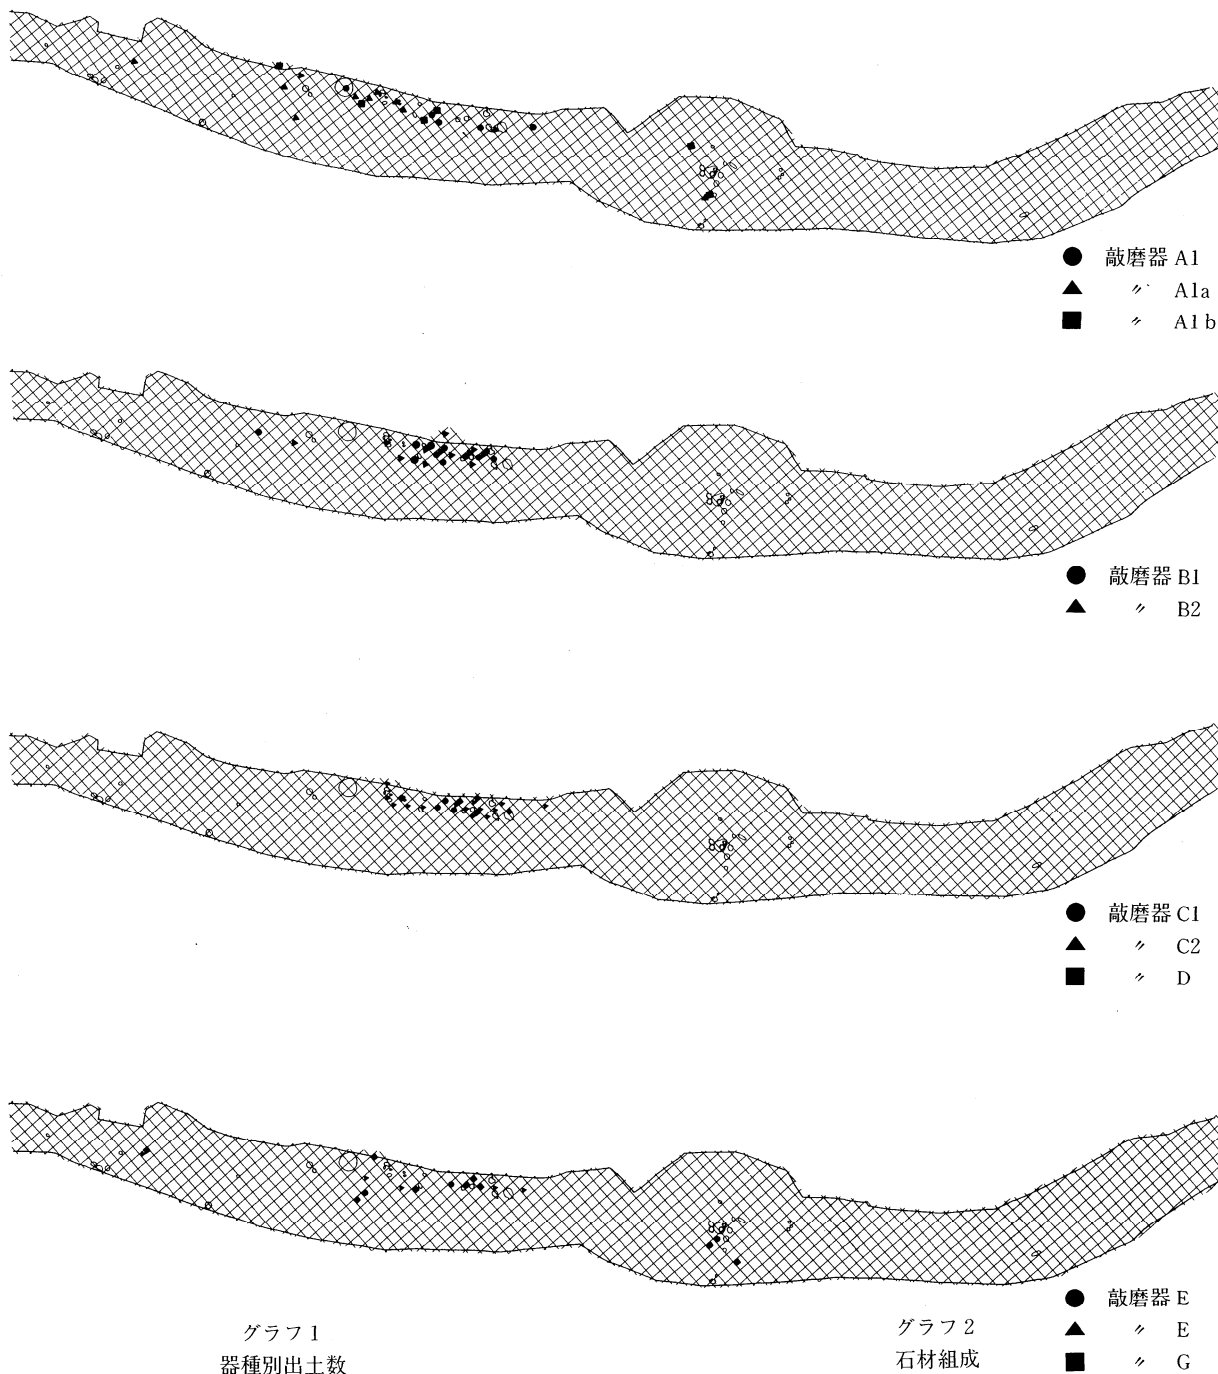 ● 敲磨器 A1
▲ 〃 A1a
■ 〃 A1b
● 敲磨器 B1
▲ 〃 B2
● 敲磨器 C1
▲ 〃 C2
■ 〃 D
● 敲磨器 E
▲ 〃 E
■ 〃 G
グラフ1
器種別出土数
グラフ2
石材組成